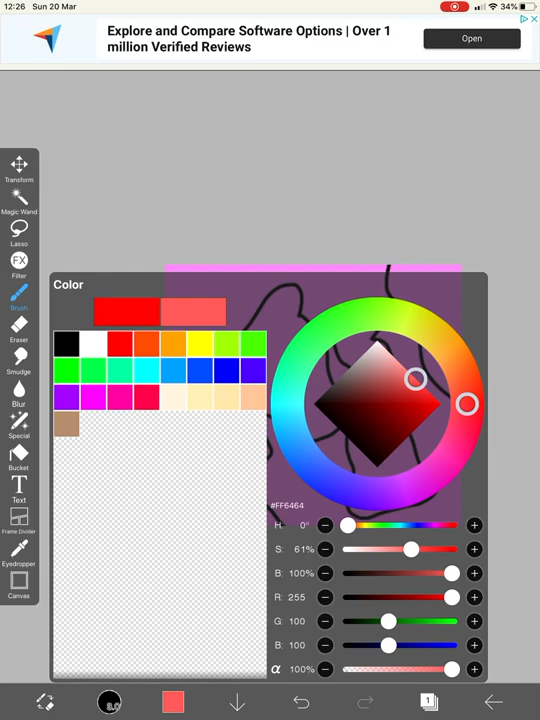 12:26 Sun 20 Mar 34%
Explore and Compare Software Options | Over 1
million Verified Reviews
Open
Transform
Magic Wand
Lasso
FX
Filter
Brush
Eraser
Smudge
Blur
Special
Bucket
T
Text
Frame Divider
Eyedropper
Canvas
Color
#FF6464
H: 0°
S: 61%
B: 100%
R: 255
G: 100
B: 100
α 100%
3.0
1